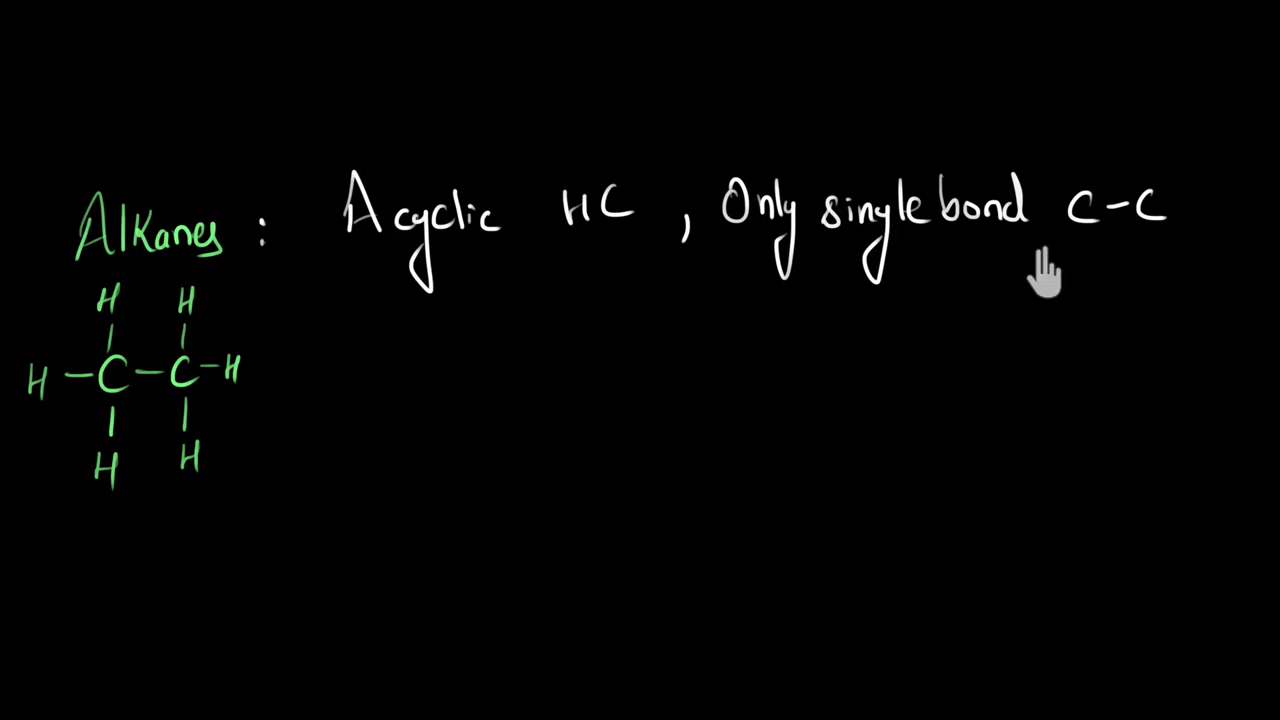 Alkanes : Acyclic HC , Only single bond C-C
H H
H - C - C - H
H H